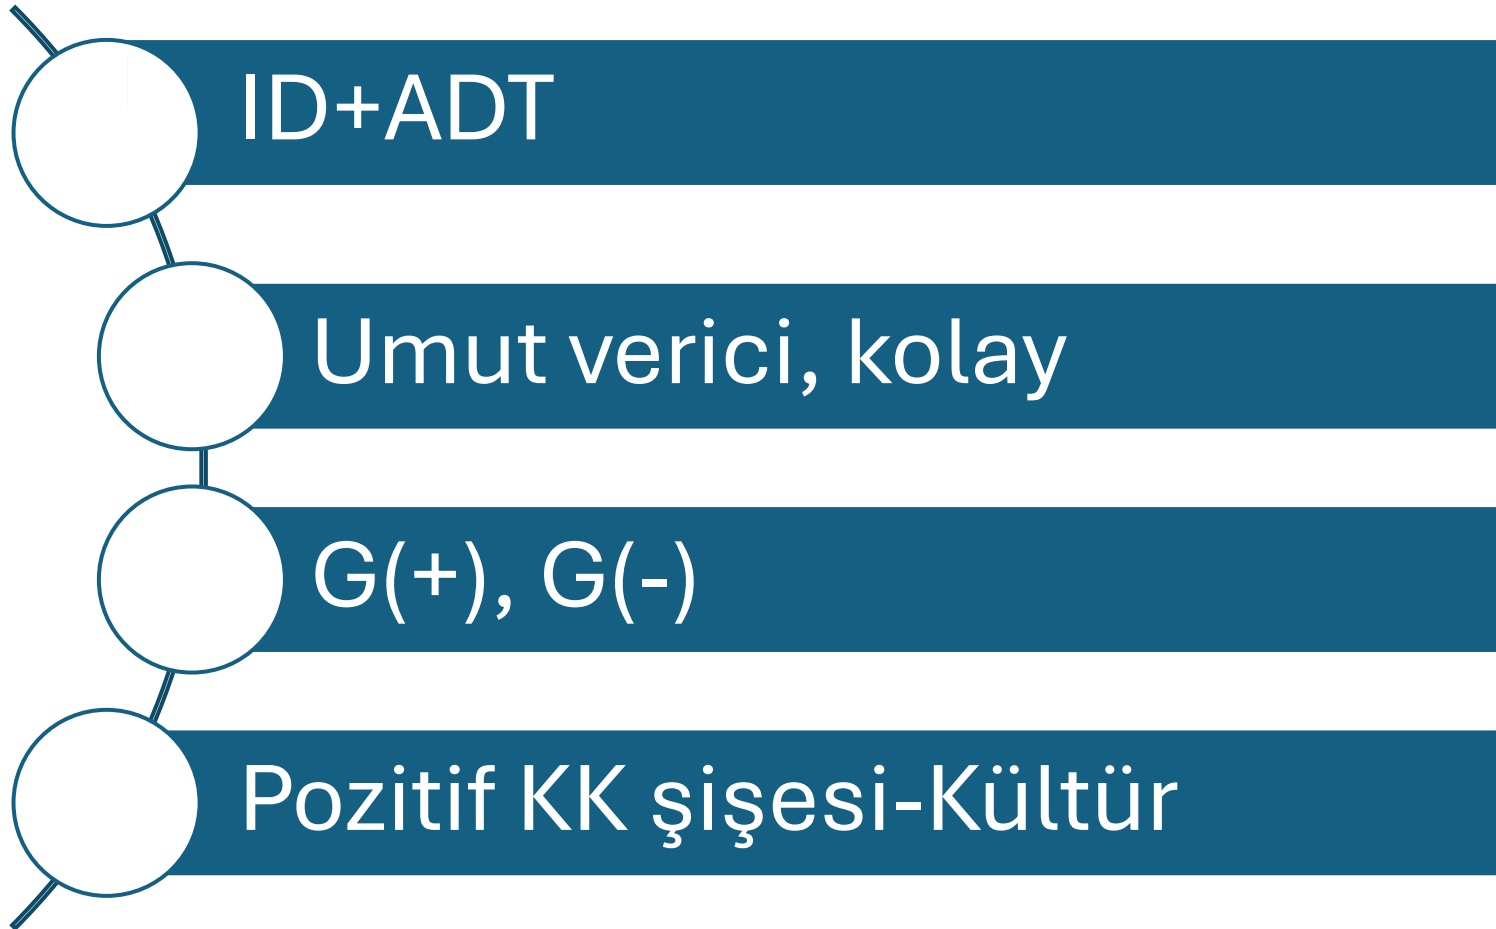 ID+ADT
Umut verici, kolay
G(+), G(-)
Pozitif KK şişesi-Kültür